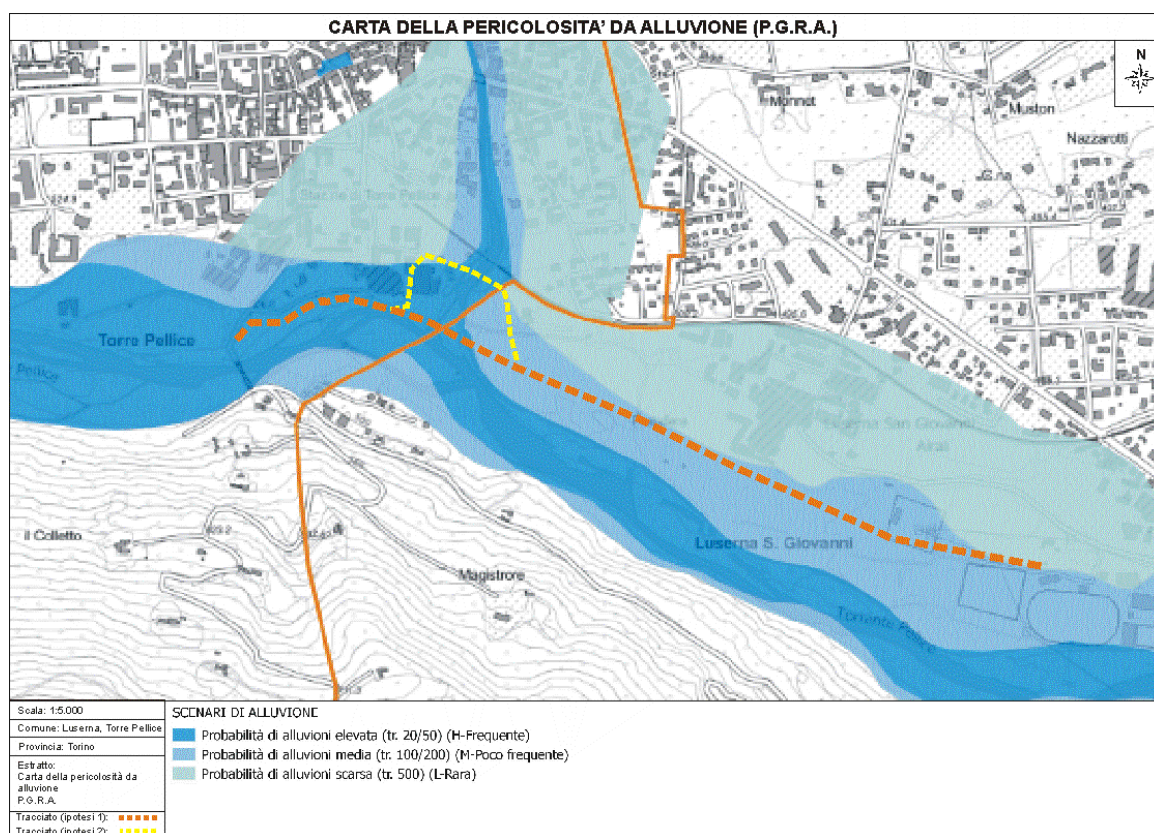 CARTA DELLA PERICOLOSITA' DA ALLUVIONE (P.G.R.A.)
N
Monnet
Muston
Nazzarotti
Torre Pellice
Pellice
il Colletto
Magistrore
Luserna S. Giovanni
Scala: 1:5.000
Comune: Luserna, Torre Pellice
Provincia: Torino
Estratto:
Carta della pericolosità da
alluvione
P.G.R.A.
Tracciato (ipotesi 1):
Tracciato (ipotesi 2):
SCENARI DI ALLUVIONE
Probabilità di alluvioni elevata (tr. 20/50) (H-Frequente)
Probabilità di alluvioni media (tr. 100/200) (M-Poco frequente)
Probabilità di alluvioni scarsa (tr. 500) (L-Rara)